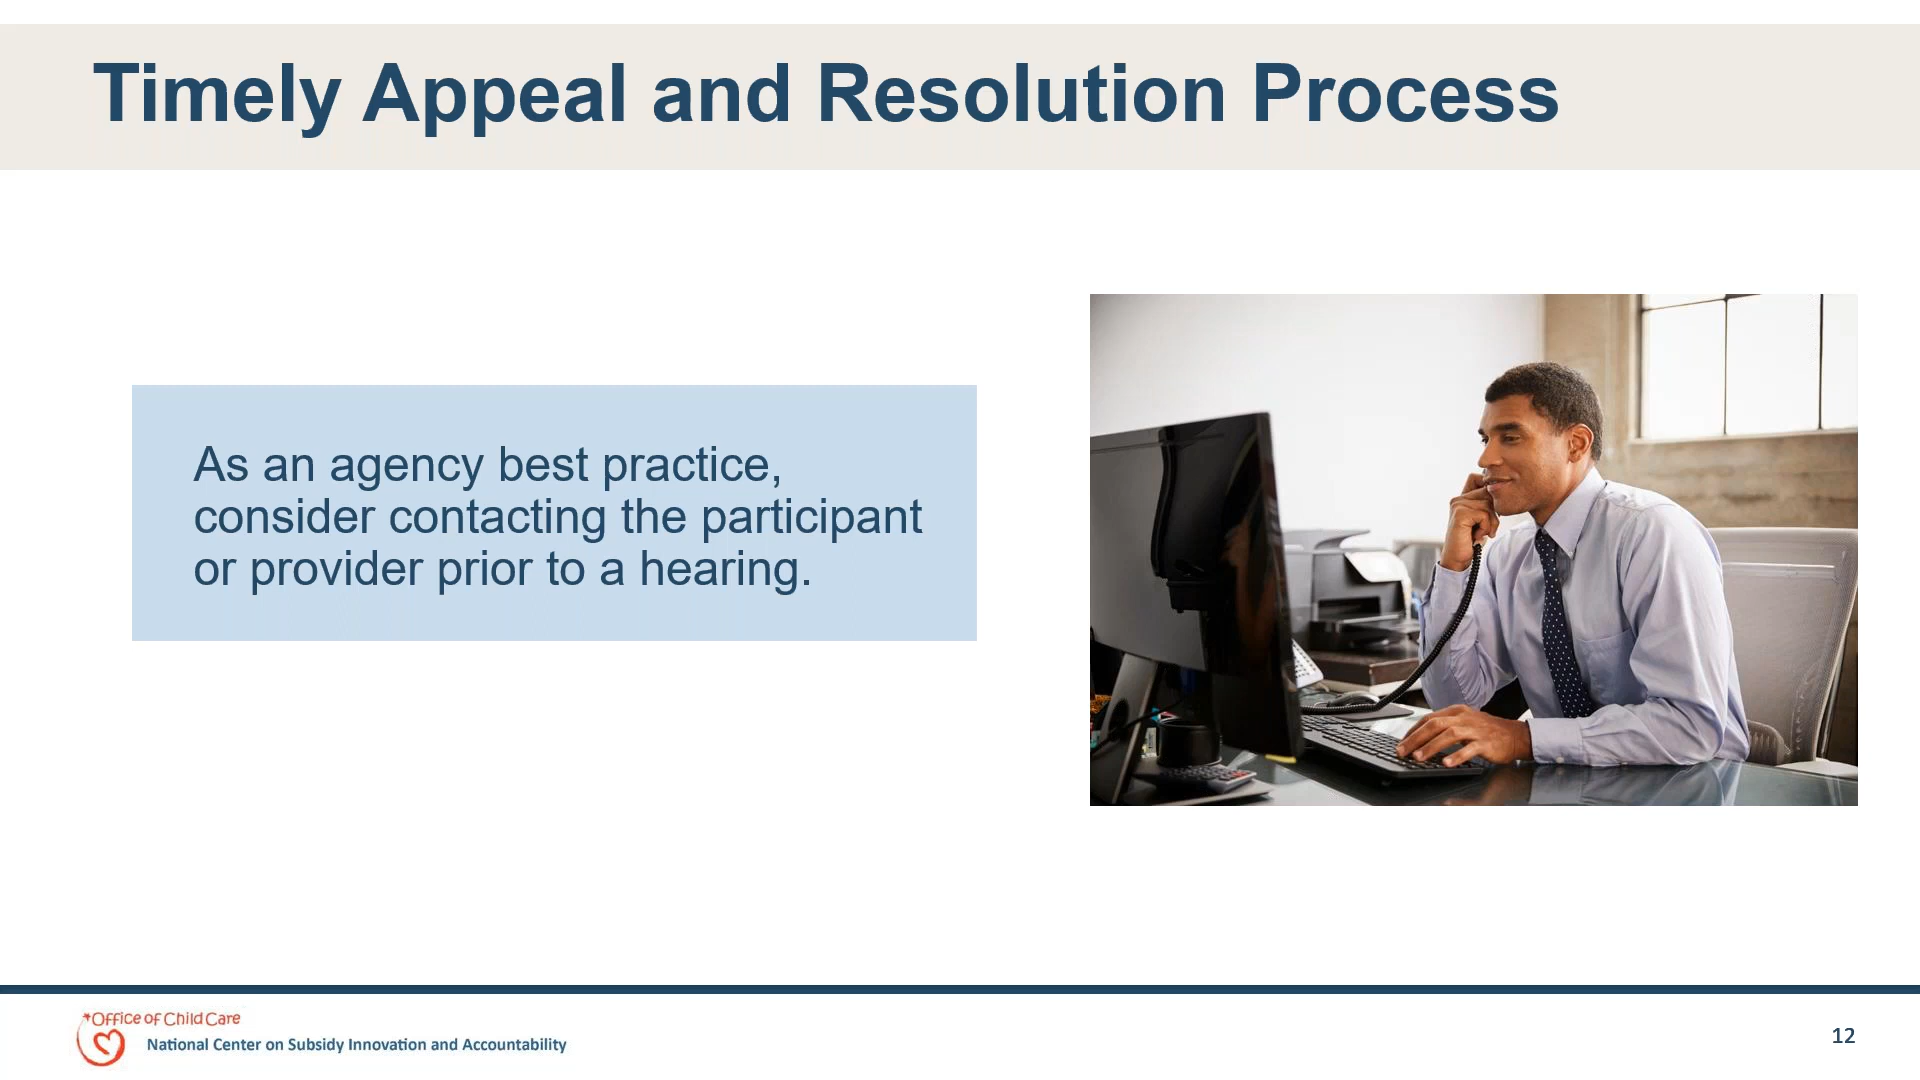 Timely Appeal and Resolution Process
As an agency best practice,
consider contacting the participant
or provider prior to a hearing.
Office of Child Care
National Center on Subsidy Innovation and Accountability
12